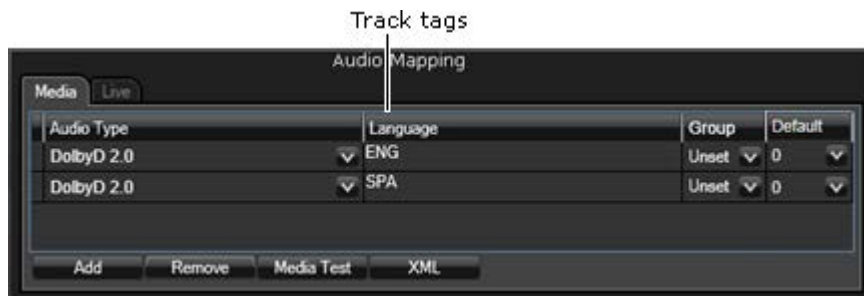 Track tags
Audio Mapping
Media Live
Audio Type Language Group Default
DolbyD 2.0 ENG Unset 0
DolbyD 2.0 SPA Unset 0
Add Remove Media Test XML